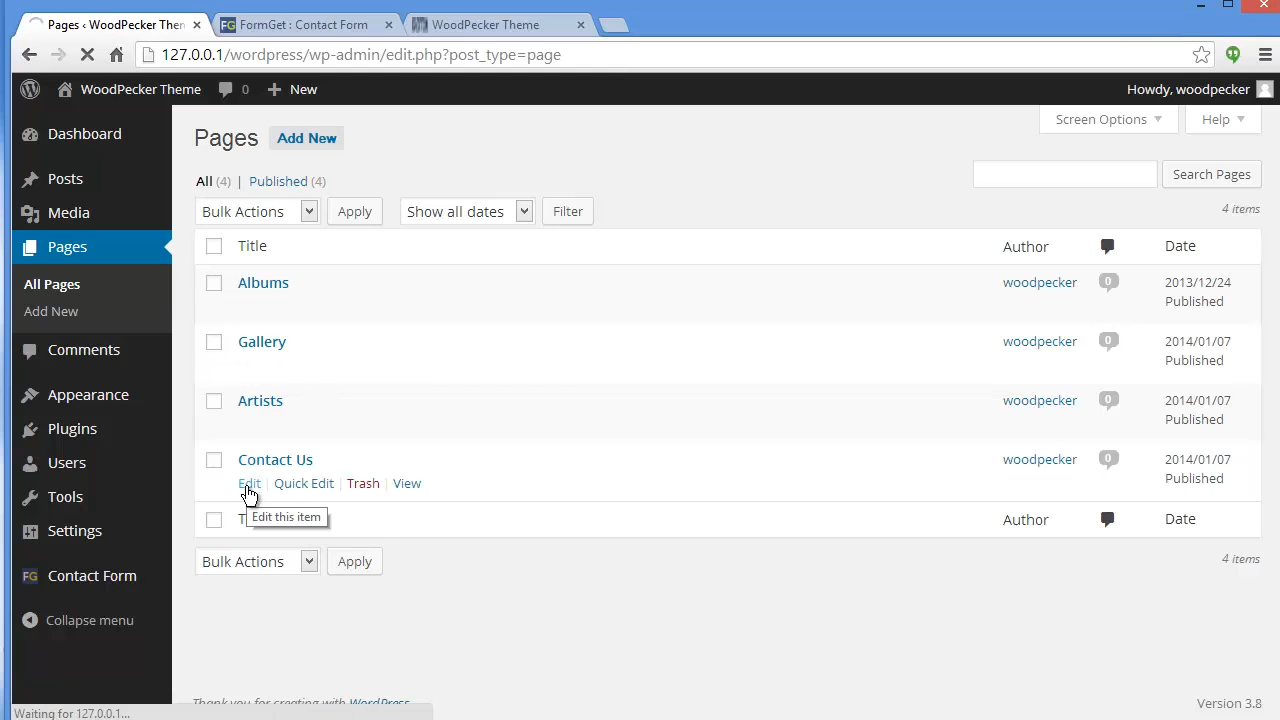 Pages ‹ WoodPecker Then
FG FormGet : Contact Form
WoodPecker Theme
127.0.0.1/wordpress/wp-admin/edit.php?post_type=page
WoodPecker Theme 0 New Howdy, woodpecker
Dashboard
Posts
Media
Pages
All Pages
Add New
Comments
Appearance
Plugins
Users
Tools
Settings
FG Contact Form
Collapse menu
Screen Options Help
Pages Add New
All (4) | Published (4)
Search Pages
Bulk Actions Apply Show all dates Filter
4 items
Title Author Date
Albums woodpecker 0 2013/12/24
Published
Gallery woodpecker 0 2014/01/07
Published
Artists woodpecker 0 2014/01/07
Published
Contact Us woodpecker 0 2014/01/07
Edit | Quick Edit | Trash | View Published
Edit this item
T Author Date
Bulk Actions Apply
4 items
Thank you for creating with WordPress Version 3.8
Waiting for 127.0.0.1...